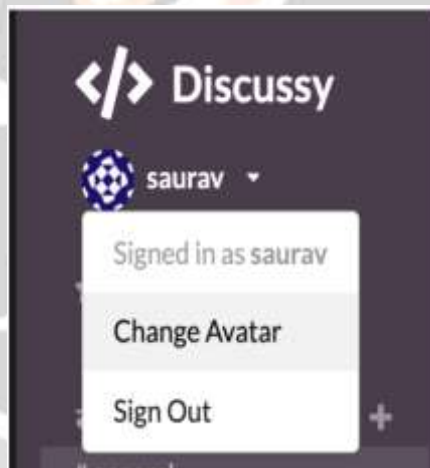 </> Discussy
saurav
Signed in as saurav
Change Avatar
Sign Out
+